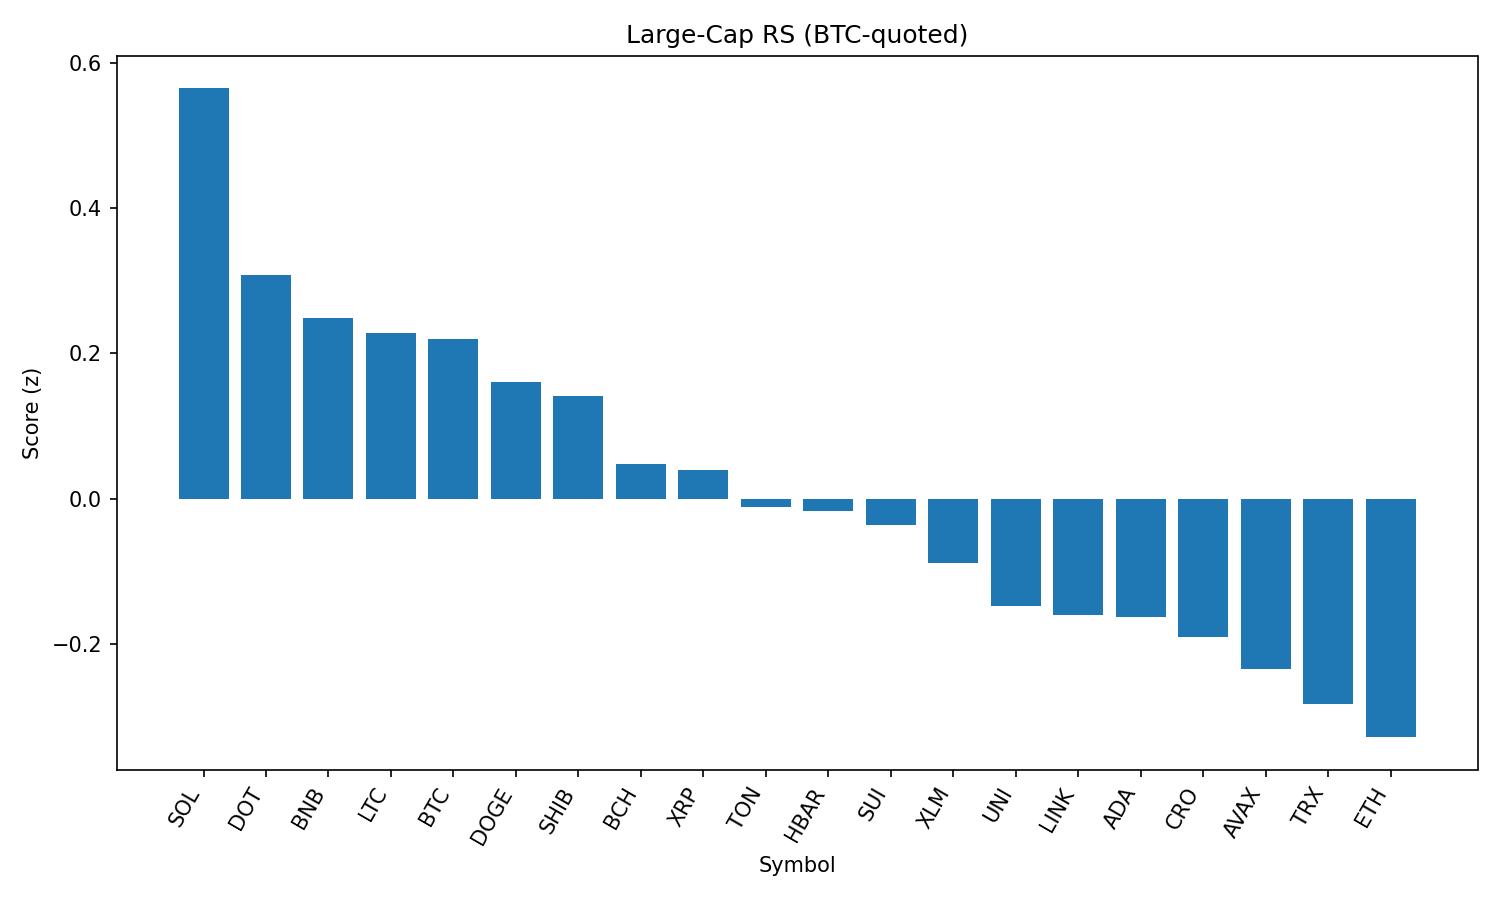 Large-Cap RS (BTC-quoted)
Score (z)
0.6
0.4
0.2
0.0
−0.2
SOL
DOT
BNB
LTC
BTC
DOGE
SHIB
BCH
XRP
TON
HBAR
SUI
XLM
UNI
LINK
ADA
CRO
AVAX
TRX
ETH
Symbol